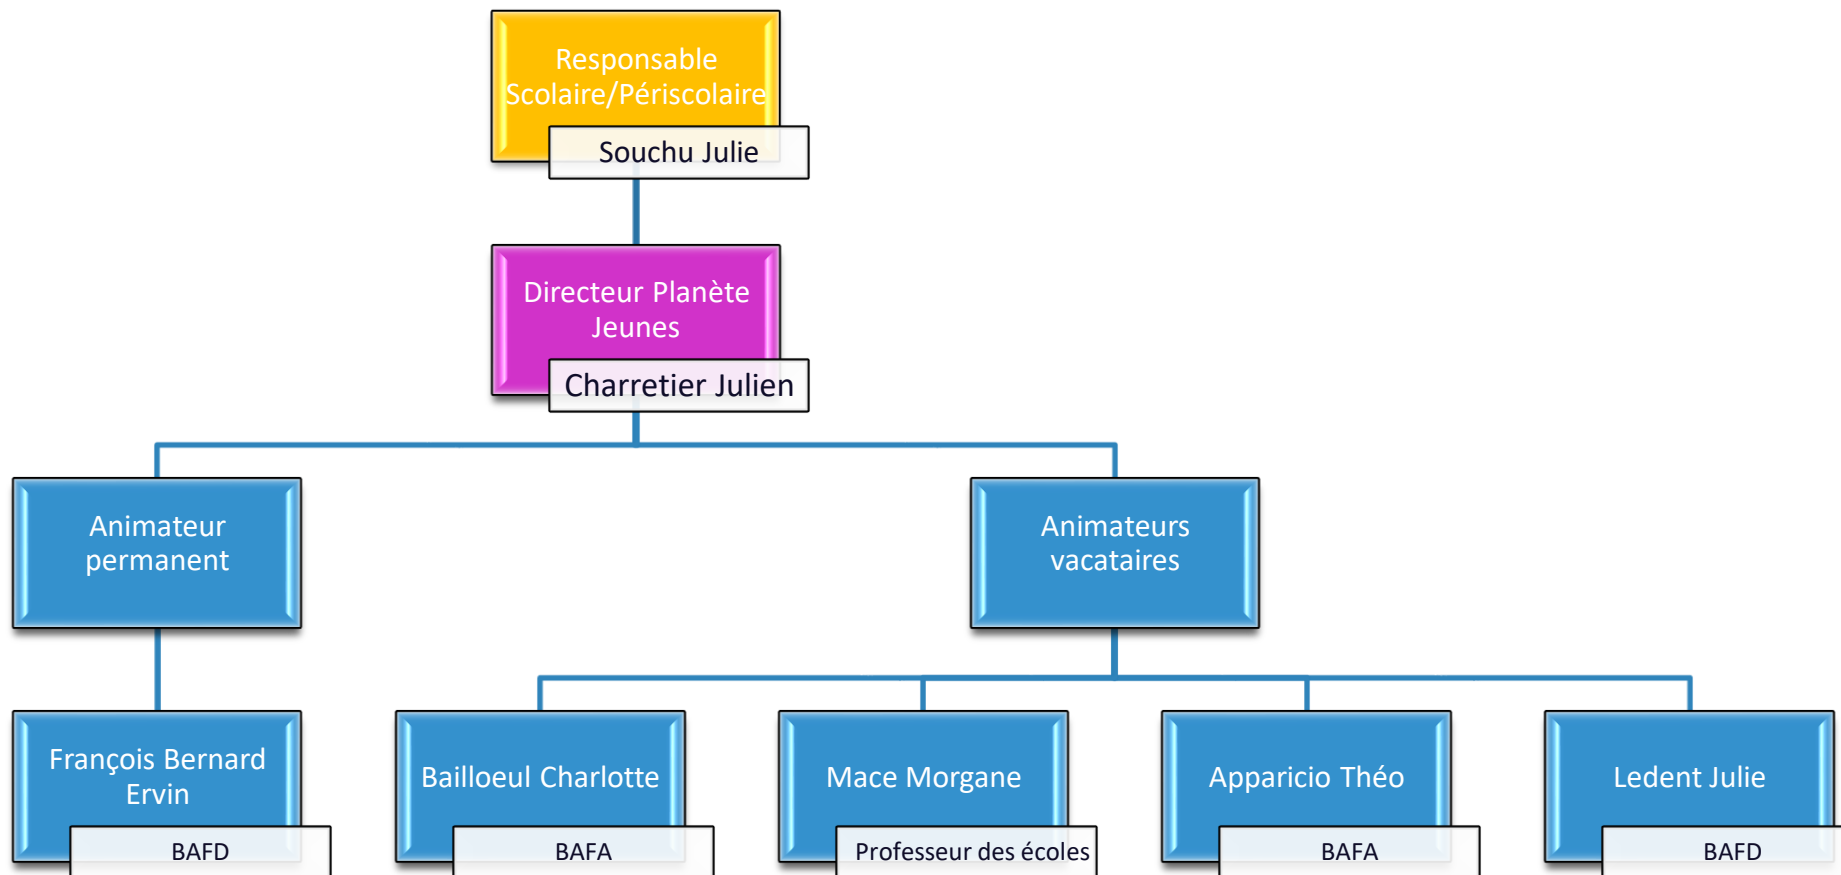 Responsable
Scolaire/Périscolaire
Souchu Julie
Directeur Planète
Jeunes
Charretier Julien
Animateur
permanent
Animateurs
vacataires
François Bernard
Ervin
BAFD
Bailloeul Charlotte
BAFA
Mace Morgane
Professeur des écoles
Apparicio Théo
BAFA
Ledent Julie
BAFD